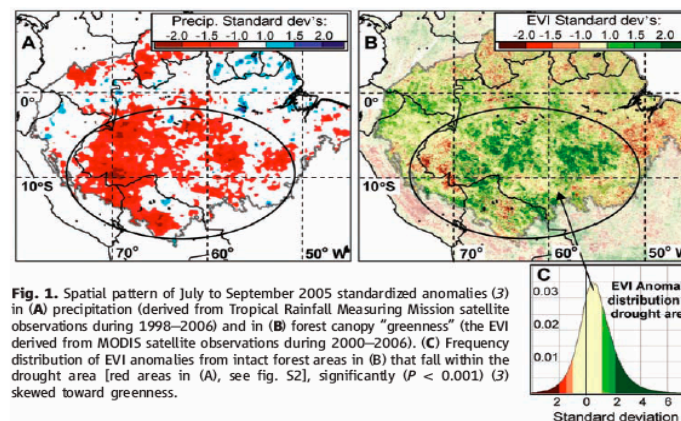 A
Precip. Standard dev's:
-2.0 -1.5 -1.0 1.0 1.5 2.0
B
EVI Standard dev's:
-2.0 -1.5 -1.0 1.0 1.5 2.0
0°
10°S
70° 60° 50° W
0°
10°S
70° 60° 50° W
Fig. 1. Spatial pattern of July to September 2005 standardized anomalies (3)
in (A) precipitation (derived from Tropical Rainfall Measuring Mission satellite
observations during 1998–2006) and in (B) forest canopy "greenness" (the EVI
derived from MODIS satellite observations during 2000–2006). (C) Frequency
distribution of EVI anomalies from intact forest areas in (B) that fall within the
drought area [red areas in (A), see fig. S2], significantly (P < 0.001) (3)
skewed toward greenness.
C
EVI Anoma
distribution
drought area
0.03
0.02
0.01
2 0 2 4 6
Standard deviation